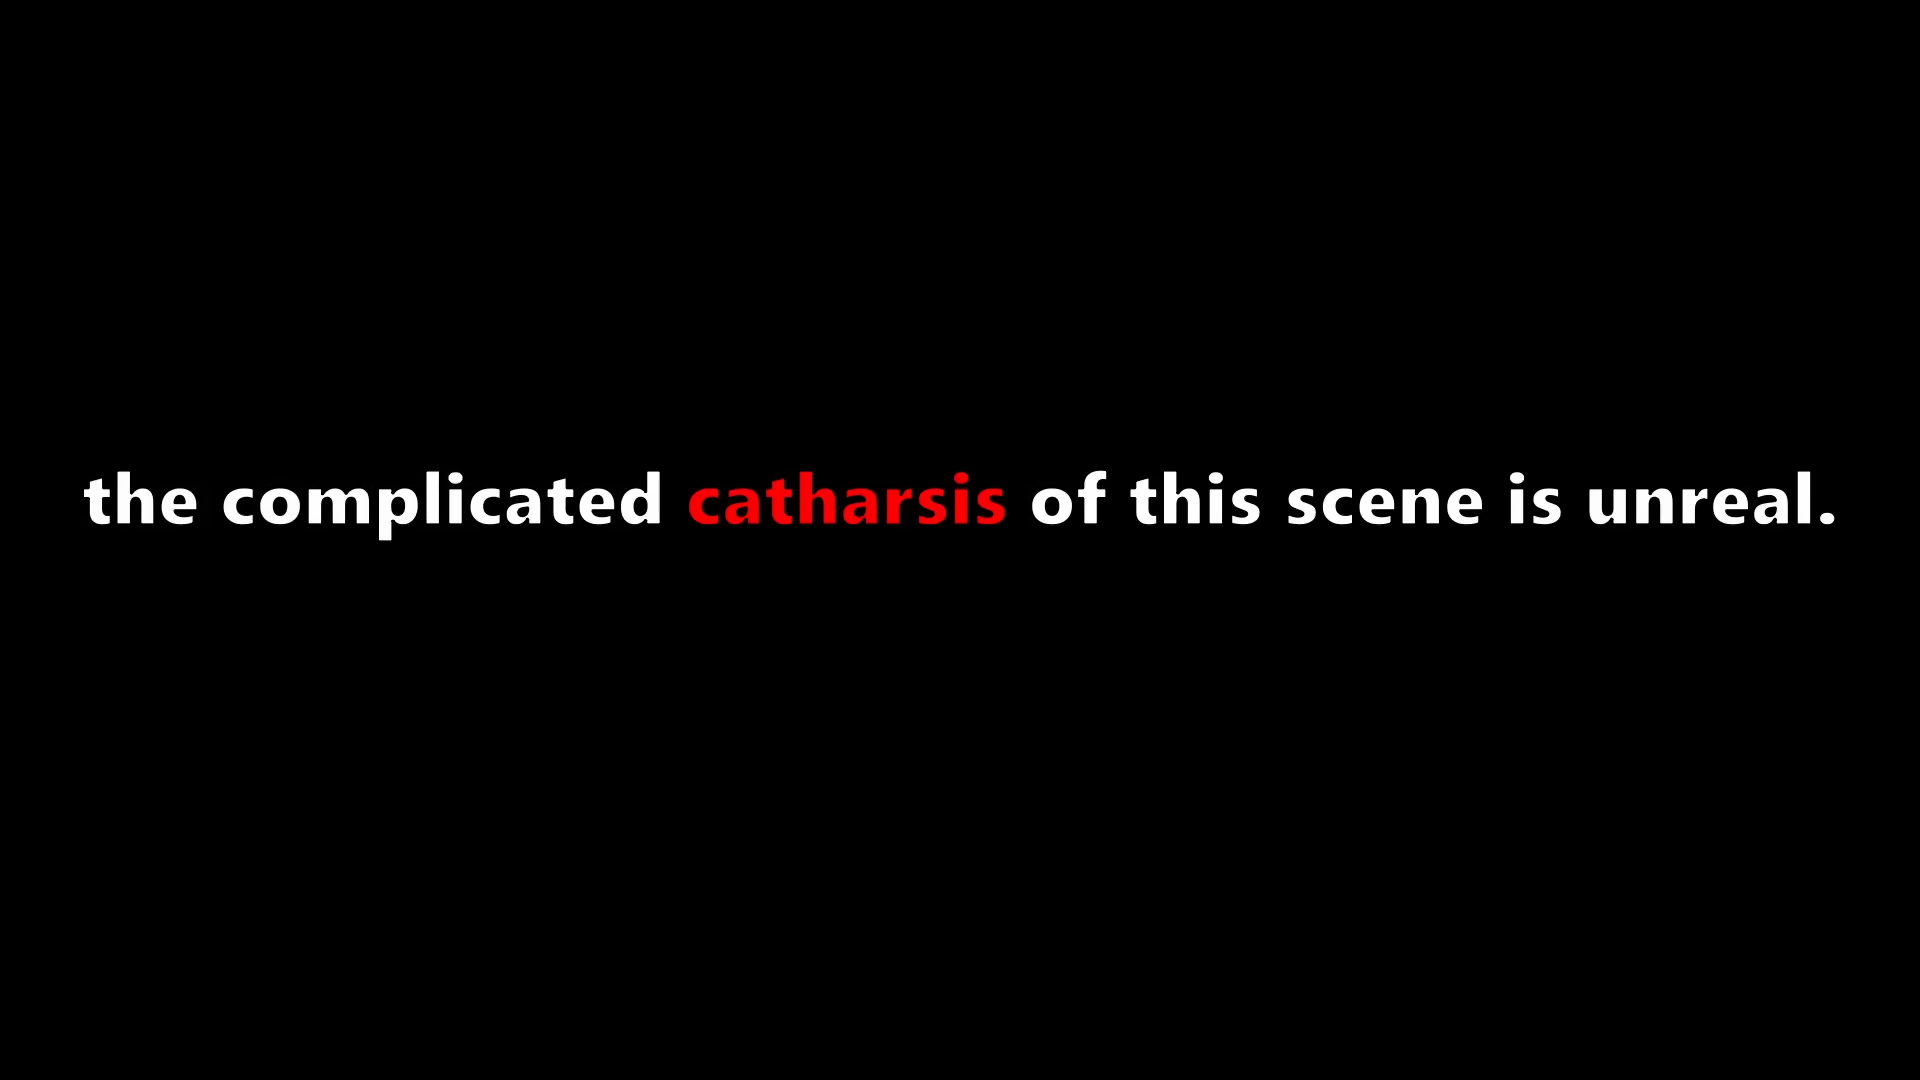 the complicated catharsis of this scene is unreal.